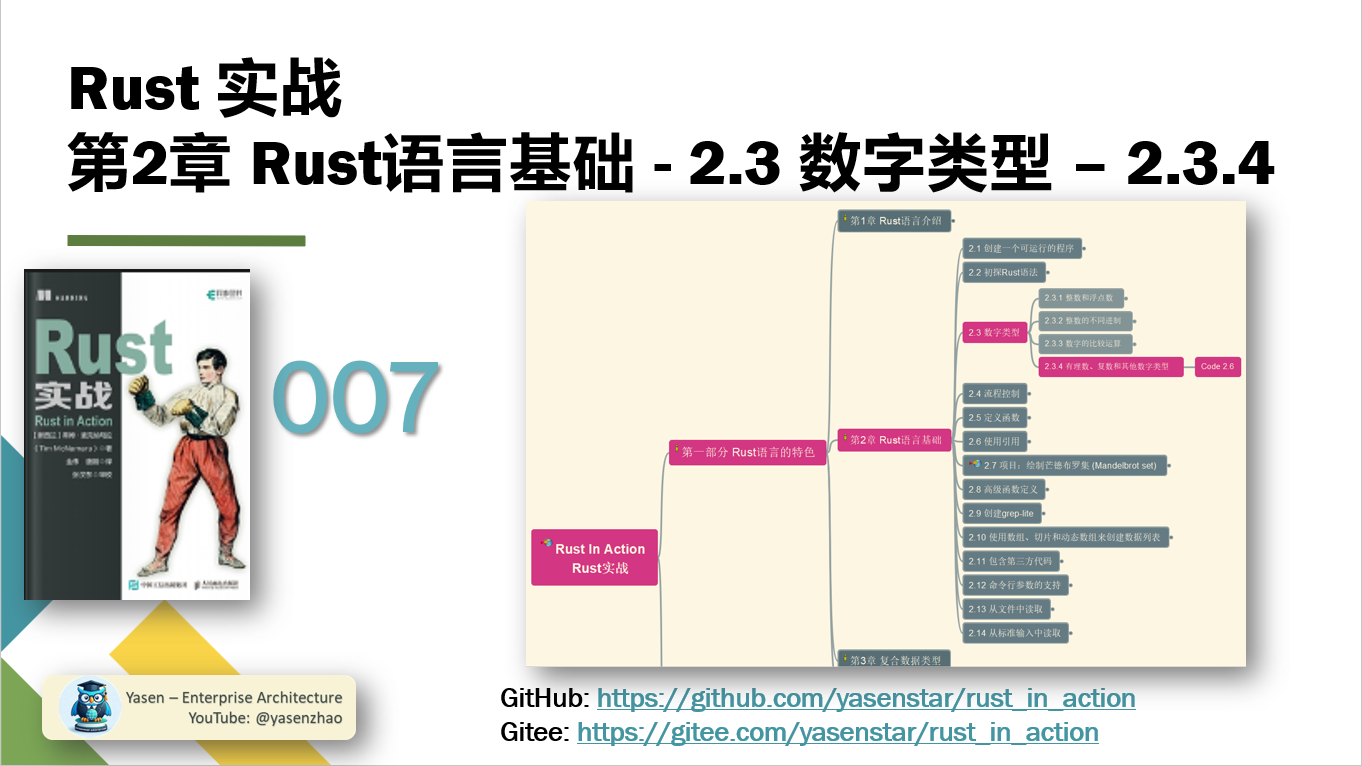 Rust 实战
第2章 Rust语言基础 - 2.3 数字类型 – 2.3.4
MANNING
Rust
实战
Rust in Action
007
第1章 Rust语言介绍
2.1 创建一个可运行的程序
2.2 初探Rust语法
2.3.1 整数和浮点数
2.3.2 整数的不同进制
2.3 数字类型
2.3.3 数字的比较运算
2.3.4 有理数、复数和其他数字类型
Code 2.6
2.4 流程控制
2.5 定义函数
第2章 Rust语言基础
2.6 使用引用
第一部分 Rust语言的特色
2.7 项目：绘制芒德布罗集 (Mandelbrot set)
2.8 高级函数定义
2.9 创建grep-lite
2.10 使用数组、切片和动态数组来创建数据列表
Rust In Action
Rust实战
2.11 包含第三方代码
2.12 命令行参数的支持
2.13 从文件中读取
2.14 从标准输入中读取
第3章 复合数据类型
Yasen – Enterprise Architecture
YouTube: @yasenzhao
GitHub: https://github.com/yasenstar/rust_in_action
Gitee: https://gitee.com/yasenstar/rust_in_action